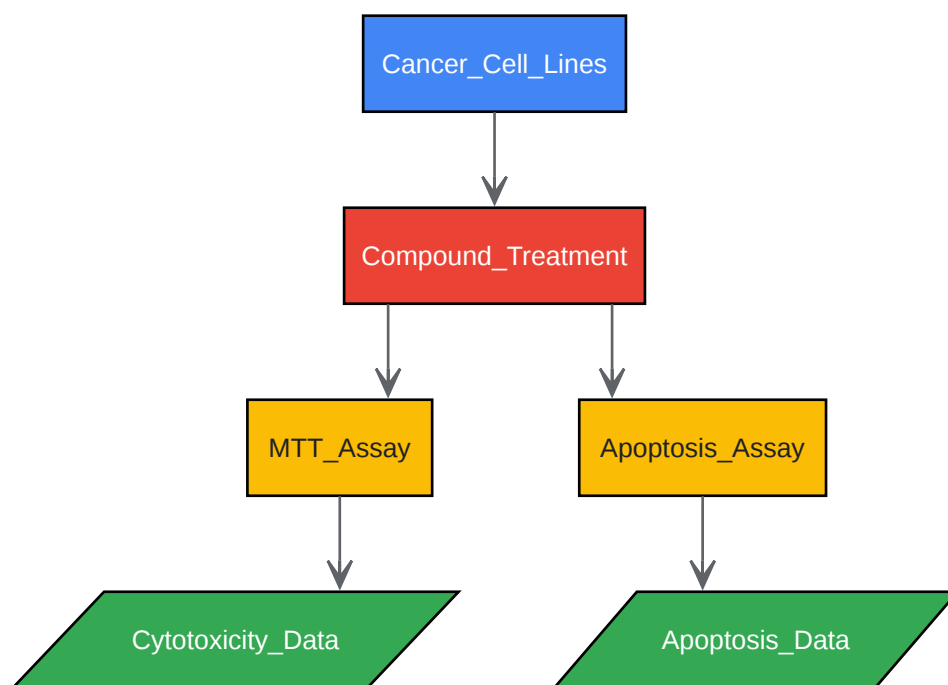 Cancer_Cell_Lines
Compound_Treatment
MTT_Assay
Apoptosis_Assay
Cytotoxicity_Data
Apoptosis_Data